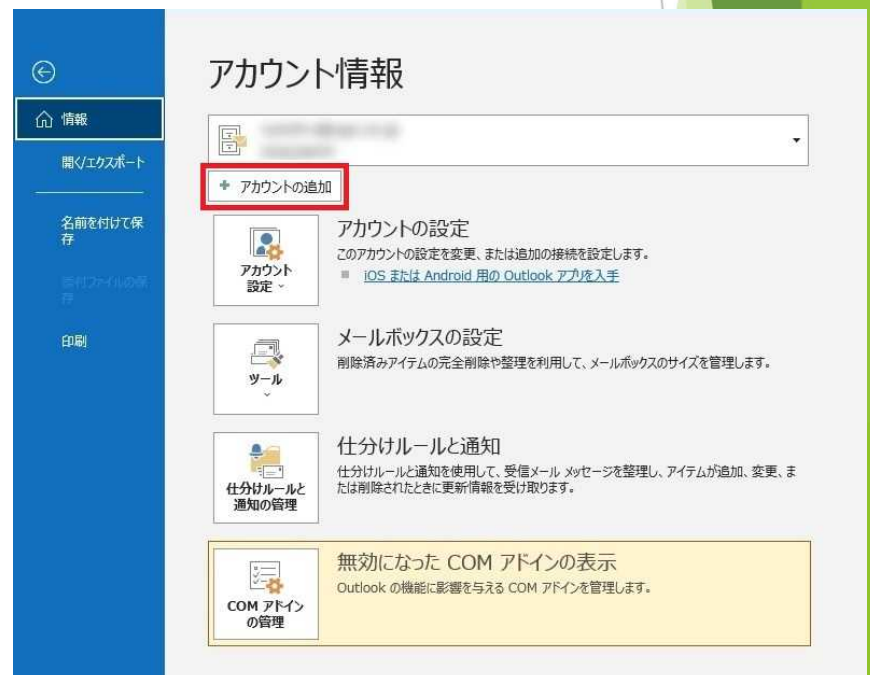 アカウント情報
情報
開く/エクスポート
名前を付けて保
存
添付ファイルの保
存
印刷
+ アカウントの追加
アカウント
設定
アカウントの設定
このアカウントの設定を変更、または追加の接続を設定します。
iOS または Android 用の Outlook アプリを入手
ツール
メールボックスの設定
削除済みアイテムの完全削除や整理を利用して、メールボックスのサイズを管理します。
仕分けルールと
通知の管理
仕分けルールと通知
仕分けルールと通知を使用して、受信メール メッセージを整理し、アイテムが追加、変更、ま
たは削除されたときに更新情報を受け取ります。
COM アドイン
の管理
無効になった COM アドインの表示
Outlook の機能に影響を与える COM アドインを管理します。